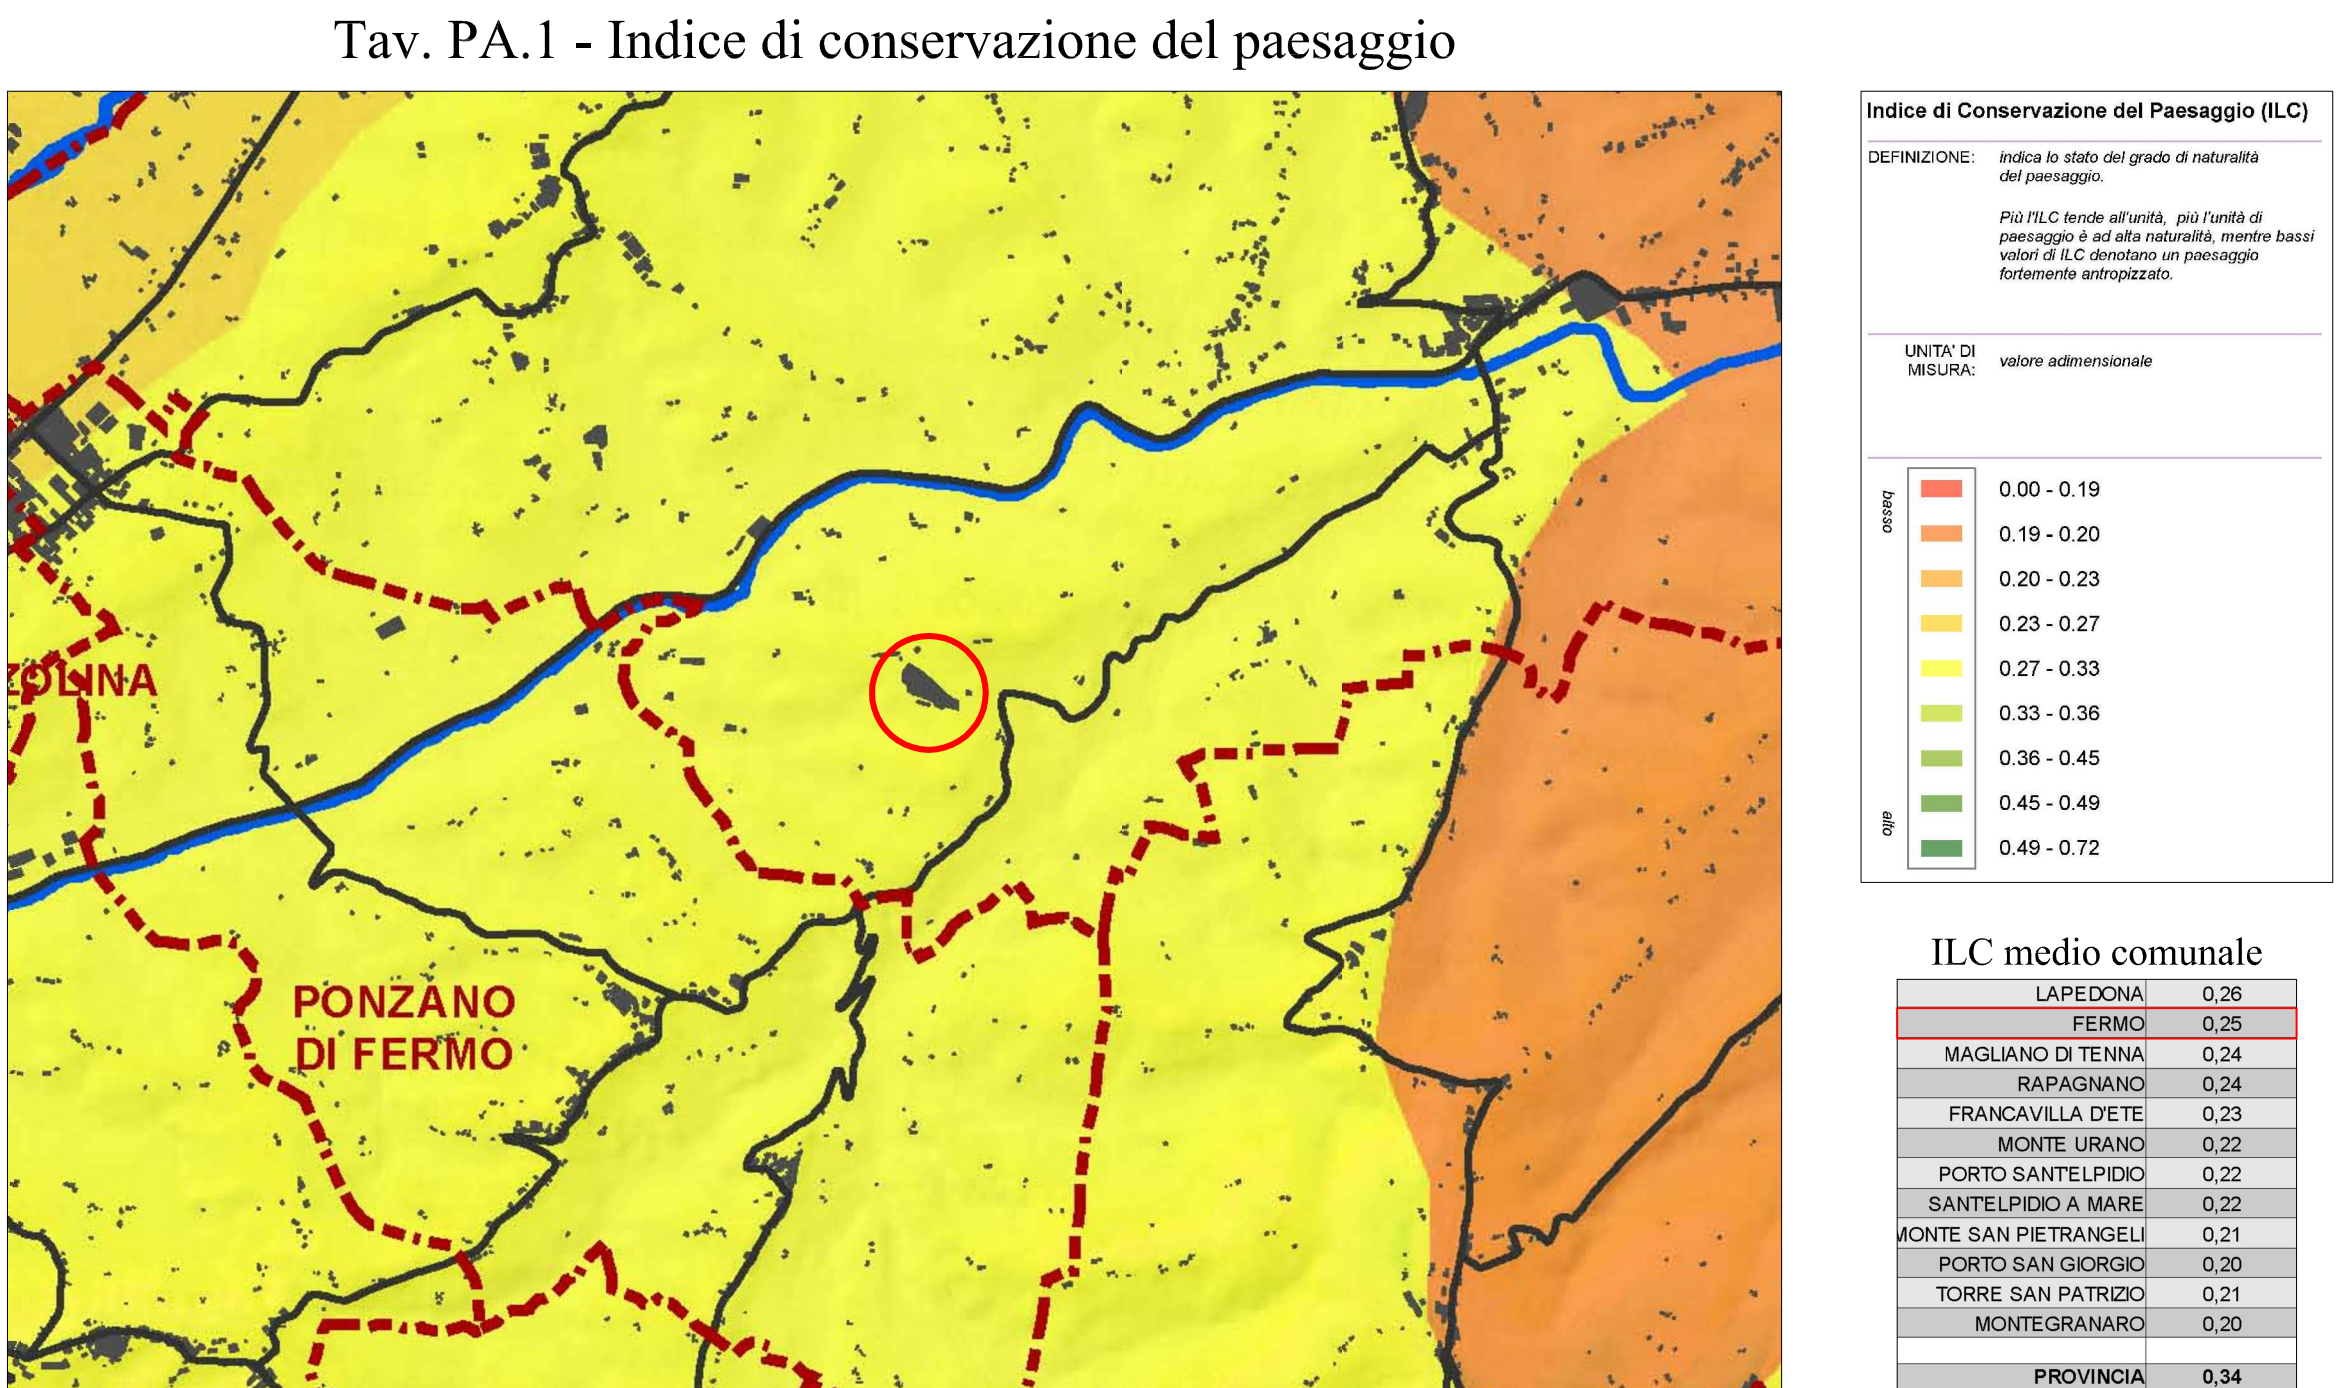 Tav. PA.1 - Indice di conservazione del paesaggio
ZOLINA
PONZANO
DI FERMO
Indice di Conservazione del Paesaggio (ILC)
DEFINIZIONE: indica lo stato del grado di naturalità
del paesaggio.
Più l'ILC tende all'unità, più l'unità di
paesaggio è ad alta naturalità, mentre bassi
valori di ILC denotano un paesaggio
fortemente antropizzato.
UNITA' DI
MISURA: valore adimensionale
basso
0.00 - 0.19
0.19 - 0.20
0.20 - 0.23
0.23 - 0.27
0.27 - 0.33
0.33 - 0.36
0.36 - 0.45
0.45 - 0.49
alto
0.49 - 0.72
ILC medio comunale
LAPEDONA 0,26
FERMO 0,25
MAGLIANO DI TENNA 0,24
RAPAGNANO 0,24
FRANCAVILLA D'ETE 0,23
MONTE URANO 0,22
PORTO SANT'ELPIDIO 0,22
SANT'ELPIDIO A MARE 0,22
MONTE SAN PIETRANGELI 0,21
PORTO SAN GIORGIO 0,20
TORRE SAN PATRIZIO 0,21
MONTEGRANARO 0,20
PROVINCIA 0,34